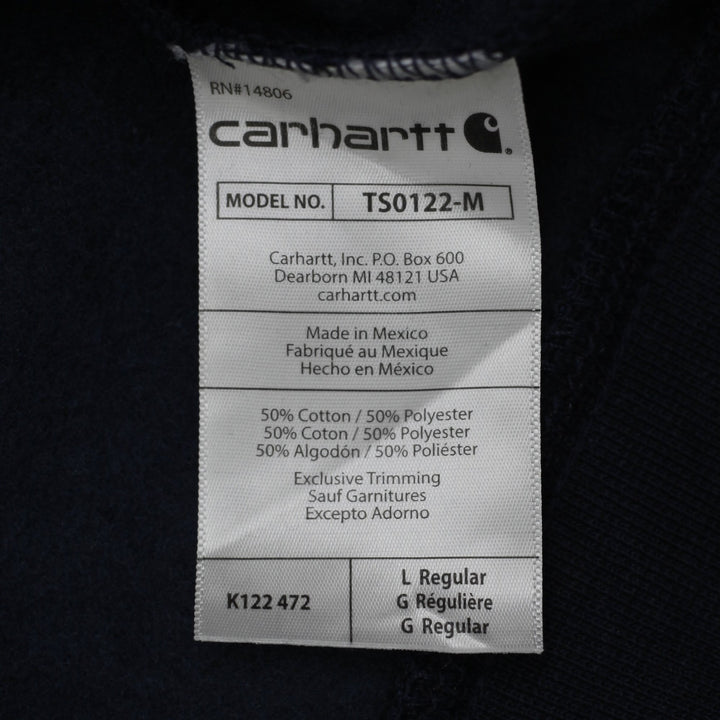 RN#14806
carhartt
MODEL NO. TS0122-M
Carhartt, Inc. P.O. Box 600
Dearborn MI 48121 USA
carhartt.com
Made in Mexico
Fabriqué au Mexique
Hecho en México
50% Cotton / 50% Polyester
50% Coton / 50% Polyester
50% Algodón / 50% Poliéster
Exclusive Trimming
Sauf Garnitures
Excepto Adorno
K122 472
L Regular
G Régulière
G Regular